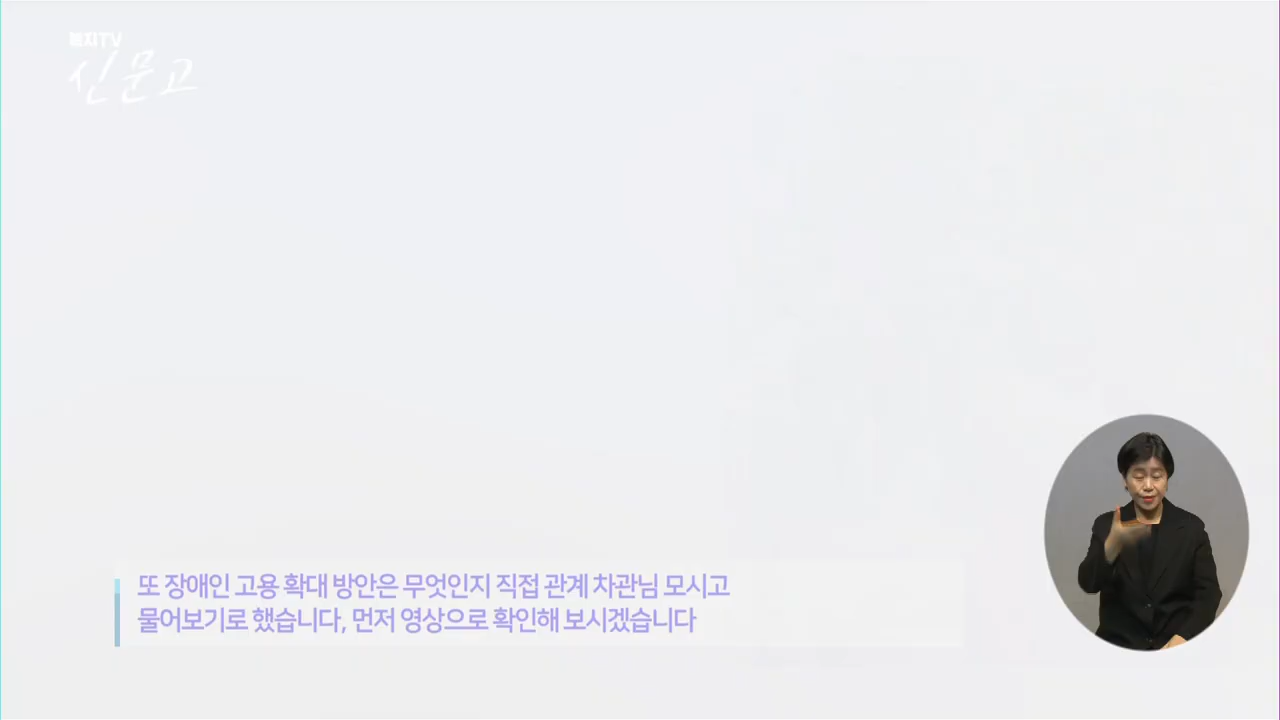 복지TV
신문고
또 장애인 고용 확대 방안은 무엇인지 직접 관계 차관님 모시고
물어보기로 했습니다, 먼저 영상으로 확인해 보시겠습니다